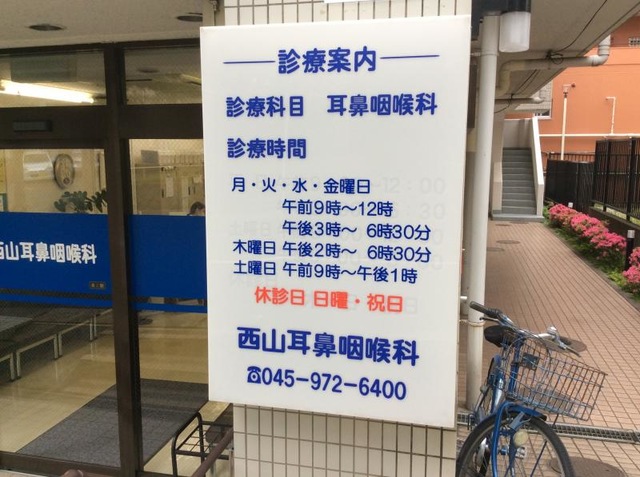 診療案内
診療科目 耳鼻咽喉科
診療時間
月・火・水・金曜日
午前9時〜12時
午後3時〜 6時30分
木曜日 午後2時〜 6時30分
土曜日 午前9時〜午後1時
休診日 日曜・祝日
西山耳鼻咽喉科
☎045-972-6400
西山耳鼻咽喉科